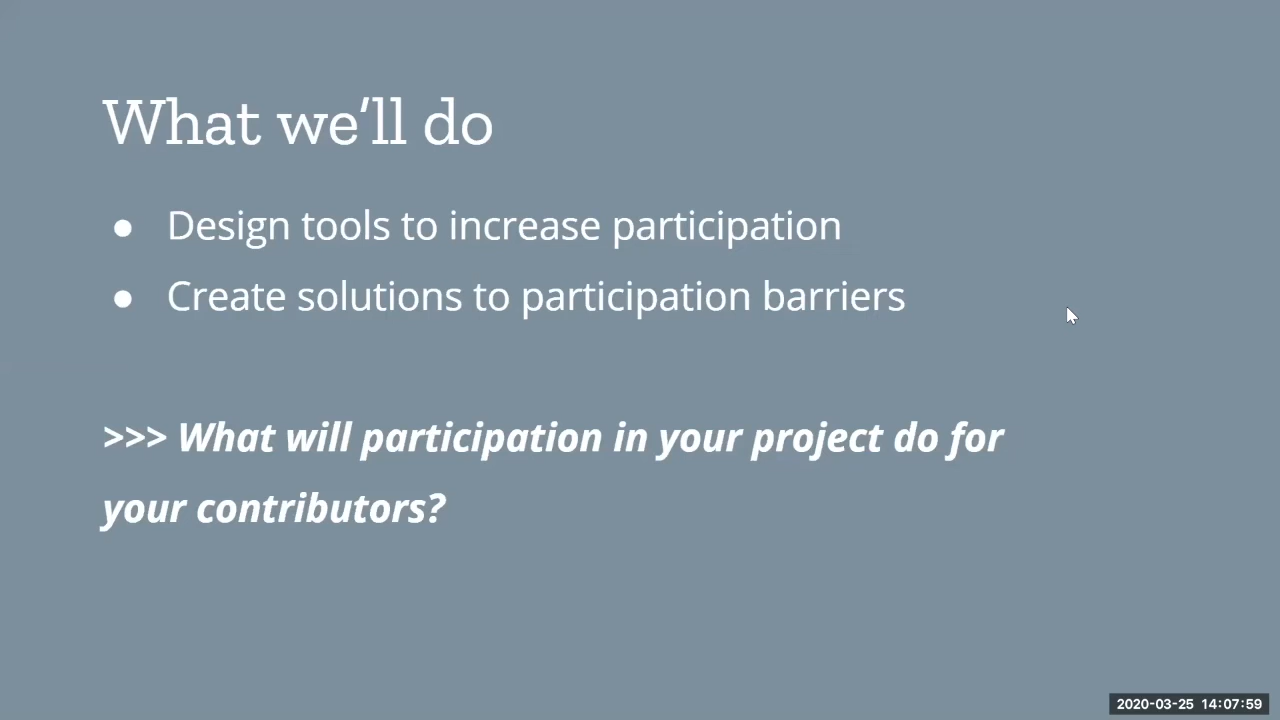 What we'll do
● Design tools to increase participation
● Create solutions to participation barriers
>>> What will participation in your project do for
your contributors?
2020-03-25 14:07:59